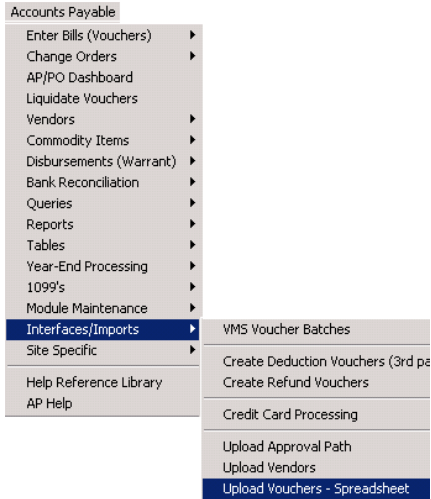 Accounts Payable
Enter Bills (Vouchers)
Change Orders
AP/PO Dashboard
Liquidate Vouchers
Vendors
Commodity Items
Disbursements (Warrant)
Bank Reconciliation
Queries
Reports
Tables
Year-End Processing
1099's
Module Maintenance
Interfaces/Imports
Site Specific
Help Reference Library
AP Help
VMS Voucher Batches
Create Deduction Vouchers (3rd pa
Create Refund Vouchers
Credit Card Processing
Upload Approval Path
Upload Vendors
Upload Vouchers - Spreadsheet